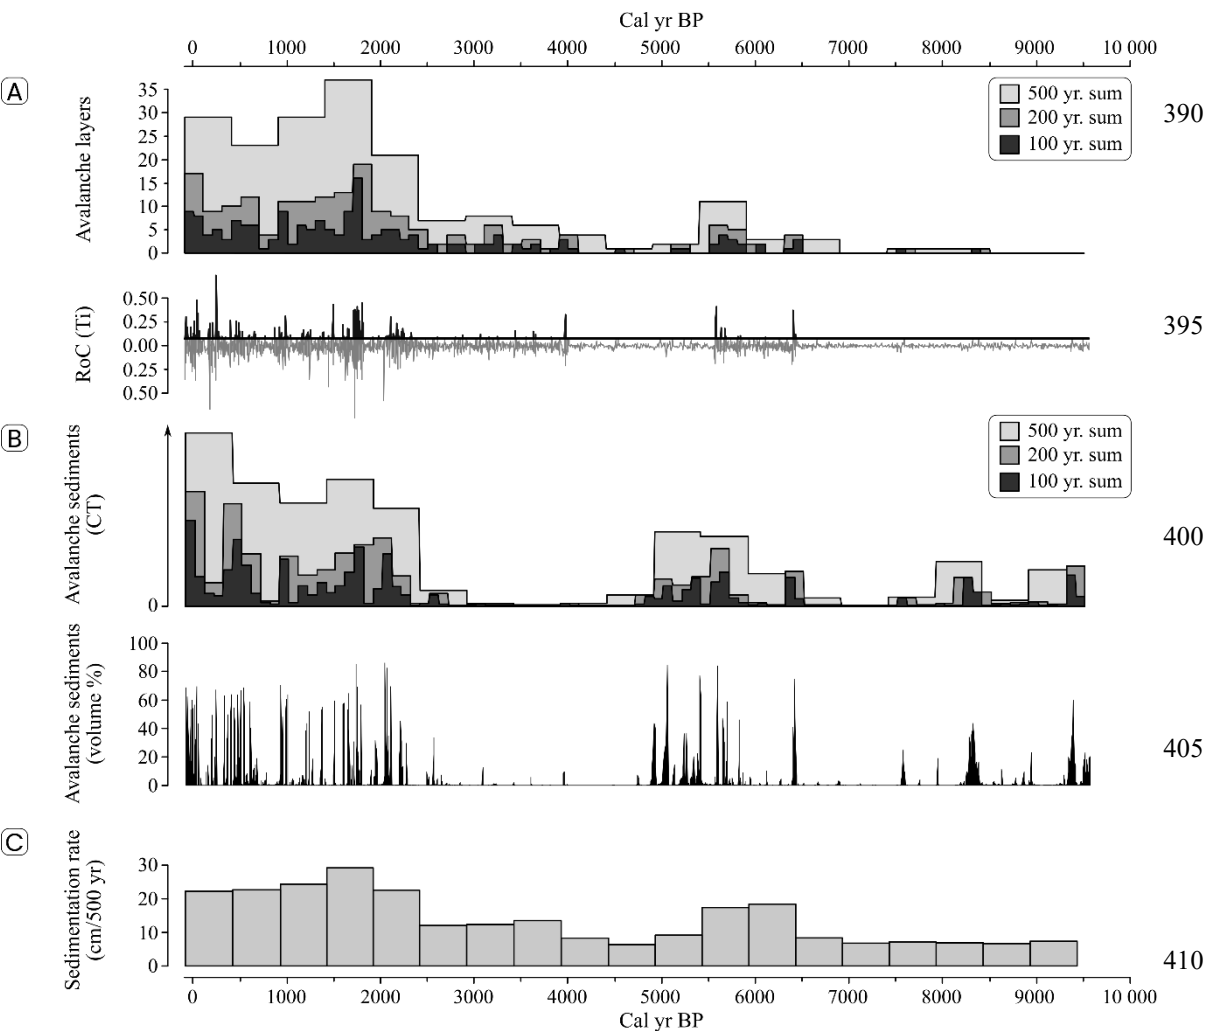 Cal yr BP
0 1000 2000 3000 4000 5000 6000 7000 8000 9000 10 000
A
Avalanche layers
35
30
25
20
15
10
5
0
500 yr. sum
200 yr. sum
100 yr. sum
390
RoC (Ti)
0.50
0.25
0.00
0.25
0.50
395
B
Avalanche sediments
(CT)
0
500 yr. sum
200 yr. sum
100 yr. sum
400
Avalanche sediments
(volume %)
100
80
60
40
20
0
405
C
Sedimentation rate
(cm/500 yr)
30
20
10
0
410
0 1000 2000 3000 4000 5000 6000 7000 8000 9000 10 000
Cal yr BP